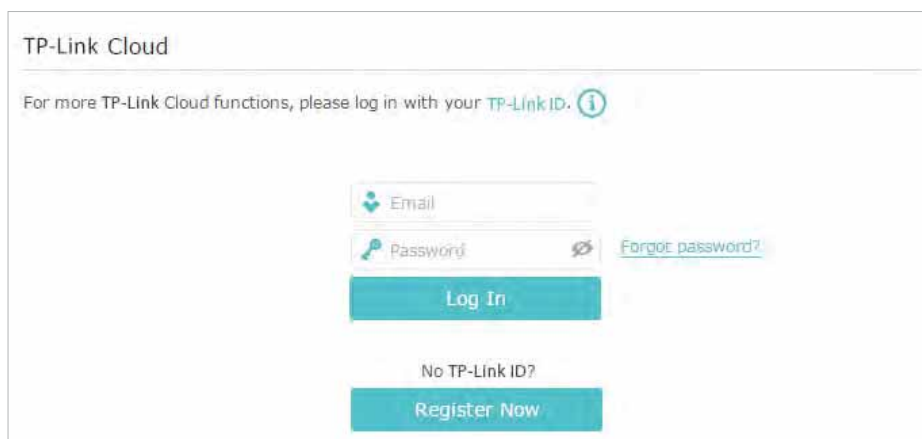 TP-Link Cloud
For more TP-Link Cloud functions, please log in with your TP-Link ID.
Email
Password
Forgot password?
Log In
No TP-Link ID?
Register Now